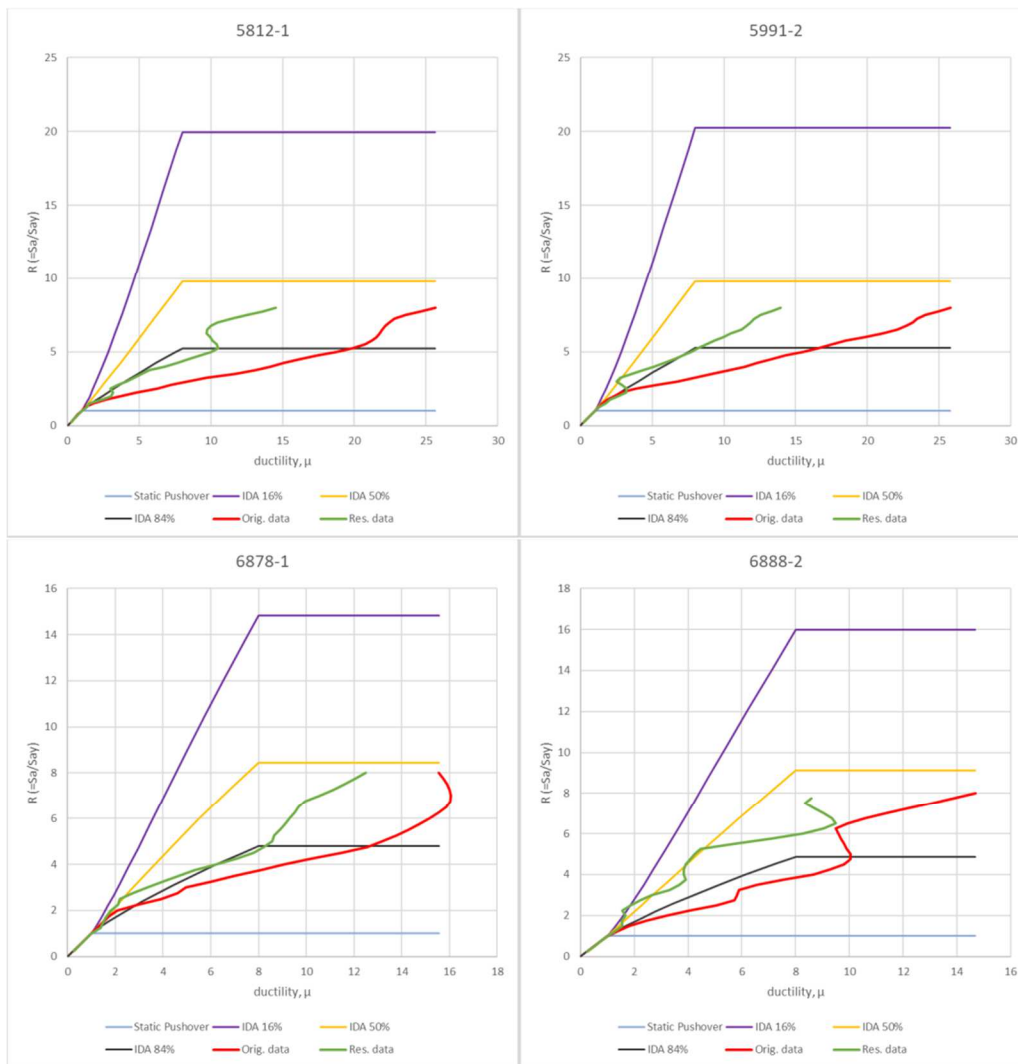 5812-1
25
20
15
10
5
0
R (=Sa/Say)
0 5 10 15 20 25 30
ductility, μ
Static Pushover IDA 16% IDA 50%
IDA 84% Orig. data Res. data
5991-2
25
20
15
10
5
0
R (=Sa/Say)
0 5 10 15 20 25 30
ductility, μ
Static Pushover IDA 16% IDA 50%
IDA 84% Orig. data Res. data
6878-1
16
14
12
10
8
6
4
2
0
R (=Sa/Say)
0 2 4 6 8 10 12 14 16 18
ductility, μ
Static Pushover IDA 16% IDA 50%
IDA 84% Orig. data Res. data
6888-2
18
16
14
12
10
8
6
4
2
0
R (=Sa/Say)
0 2 4 6 8 10 12 14 16
ductility, μ
Static Pushover IDA 16% IDA 50%
IDA 84% Orig. data Res. data